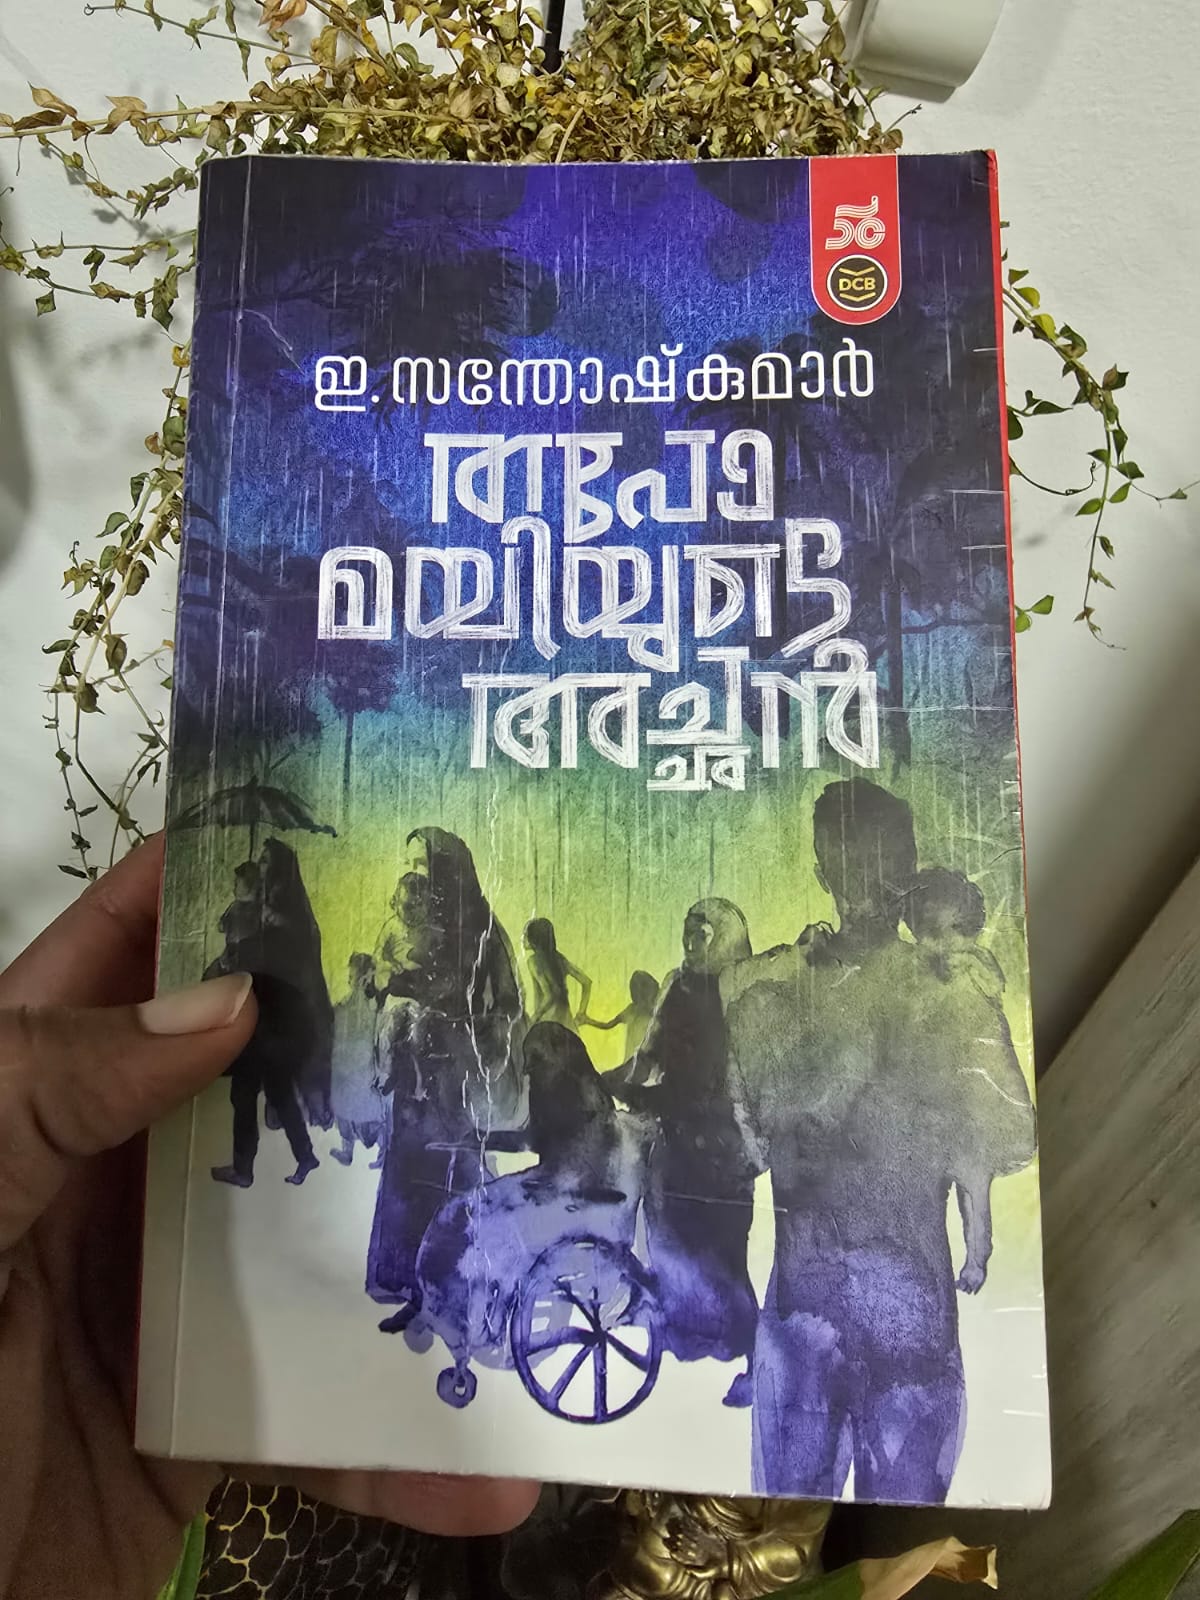 ഡിസി
DCB
ഇ. സന്തോഷ്കുമാർ
തപോ
മയിയുടെ
അച്ഛൻ